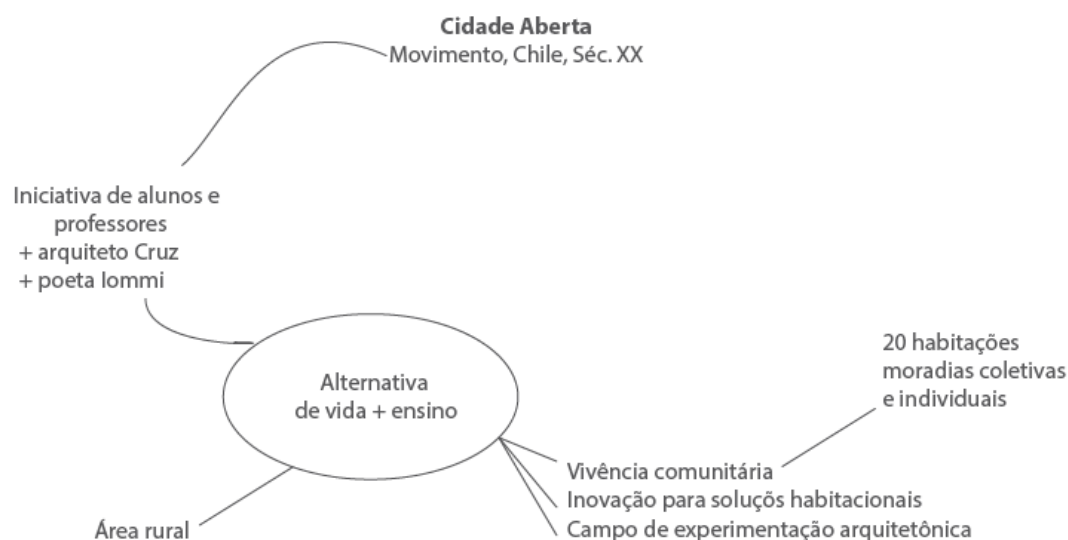 Cidade Aberta
Movimento, Chile, Séc. XX
Iniciativa de alunos e
professores
+ arquiteto Cruz
+ poeta Iommi
Alternativa
de vida + ensino
20 habitações
moradias coletivas
e individuais
Vivência comunitária
Inovação para soluçõs habitacionais
Campo de experimentação arquitetônica
Área rural